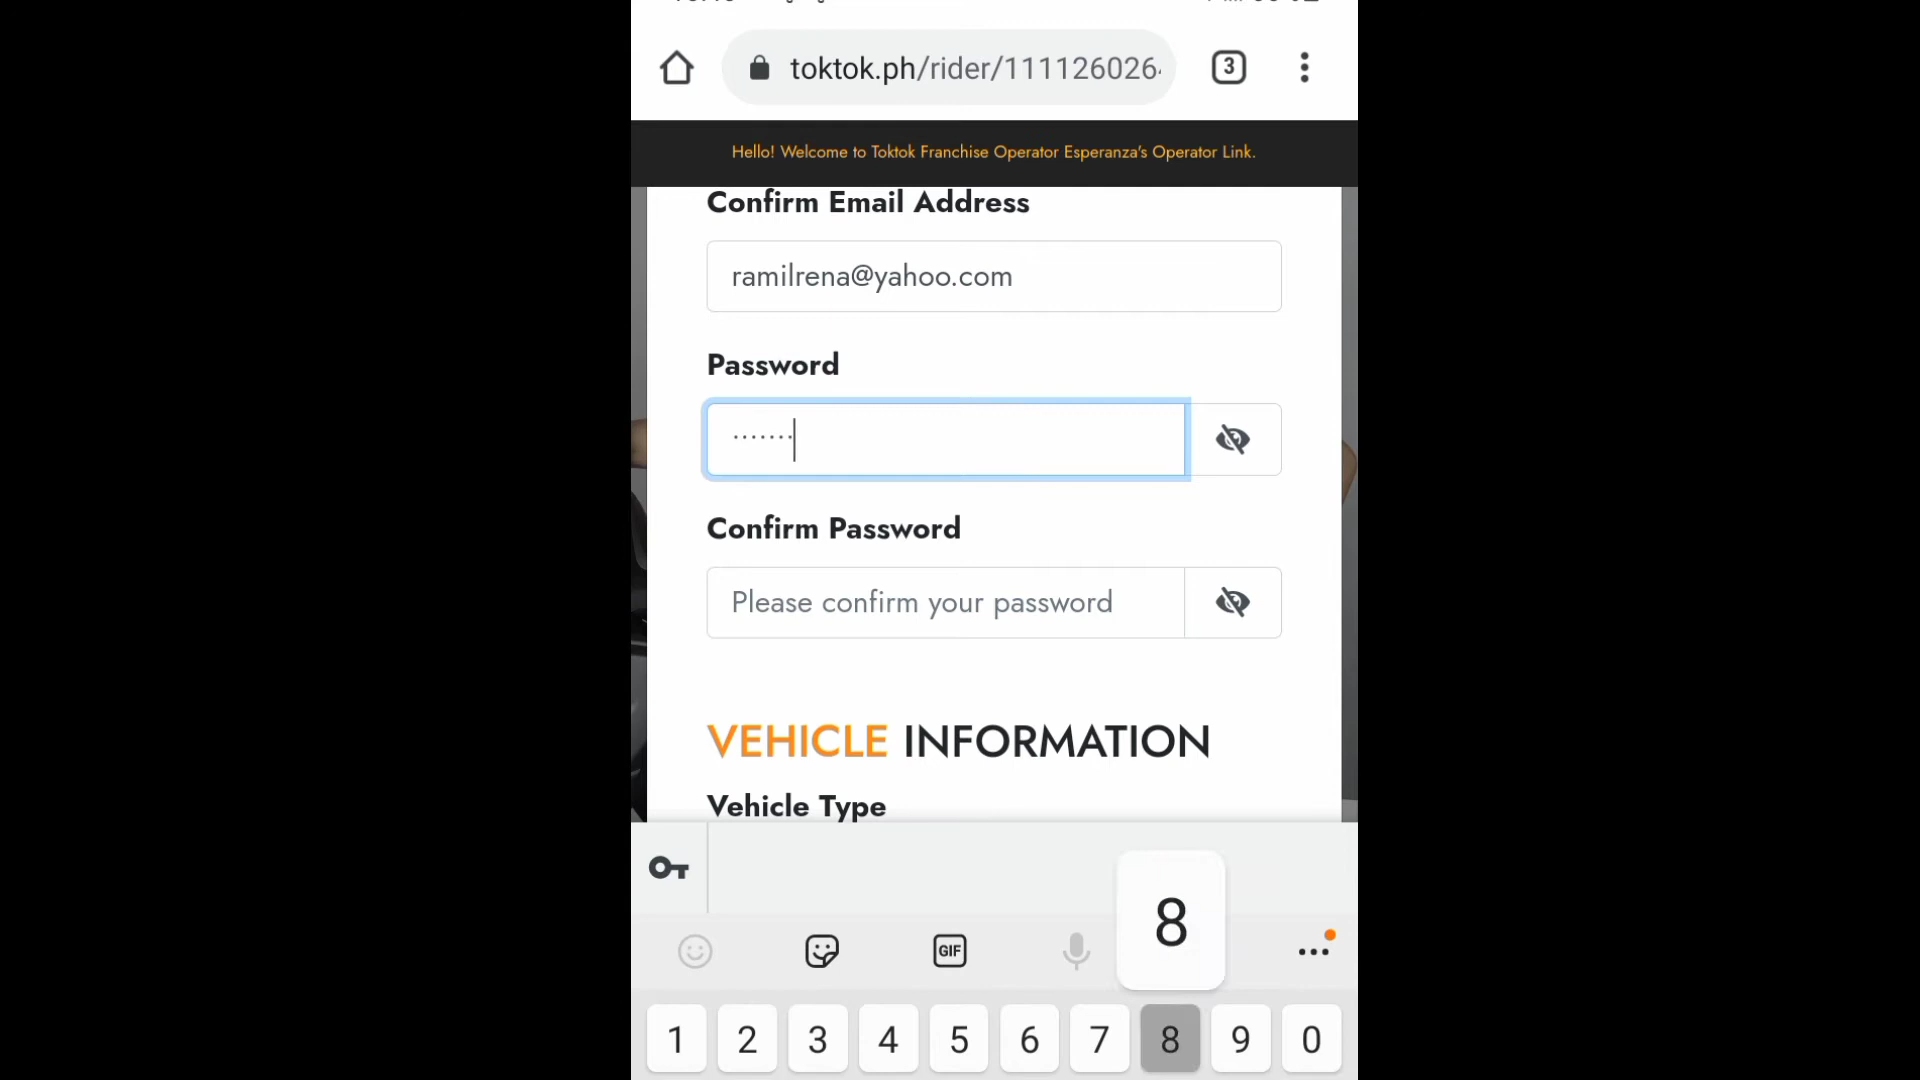 3
toktok.ph/rider/111126026
Hello! Welcome to Toktok Franchise Operator Esperanza's Operator Link.
Confirm Email Address
ramilrena@yahoo.com
Password
·······
Confirm Password
Please confirm your password
VEHICLE INFORMATION
Vehicle Type
8
GIF
1 2 3 4 5 6 7 8 9 0